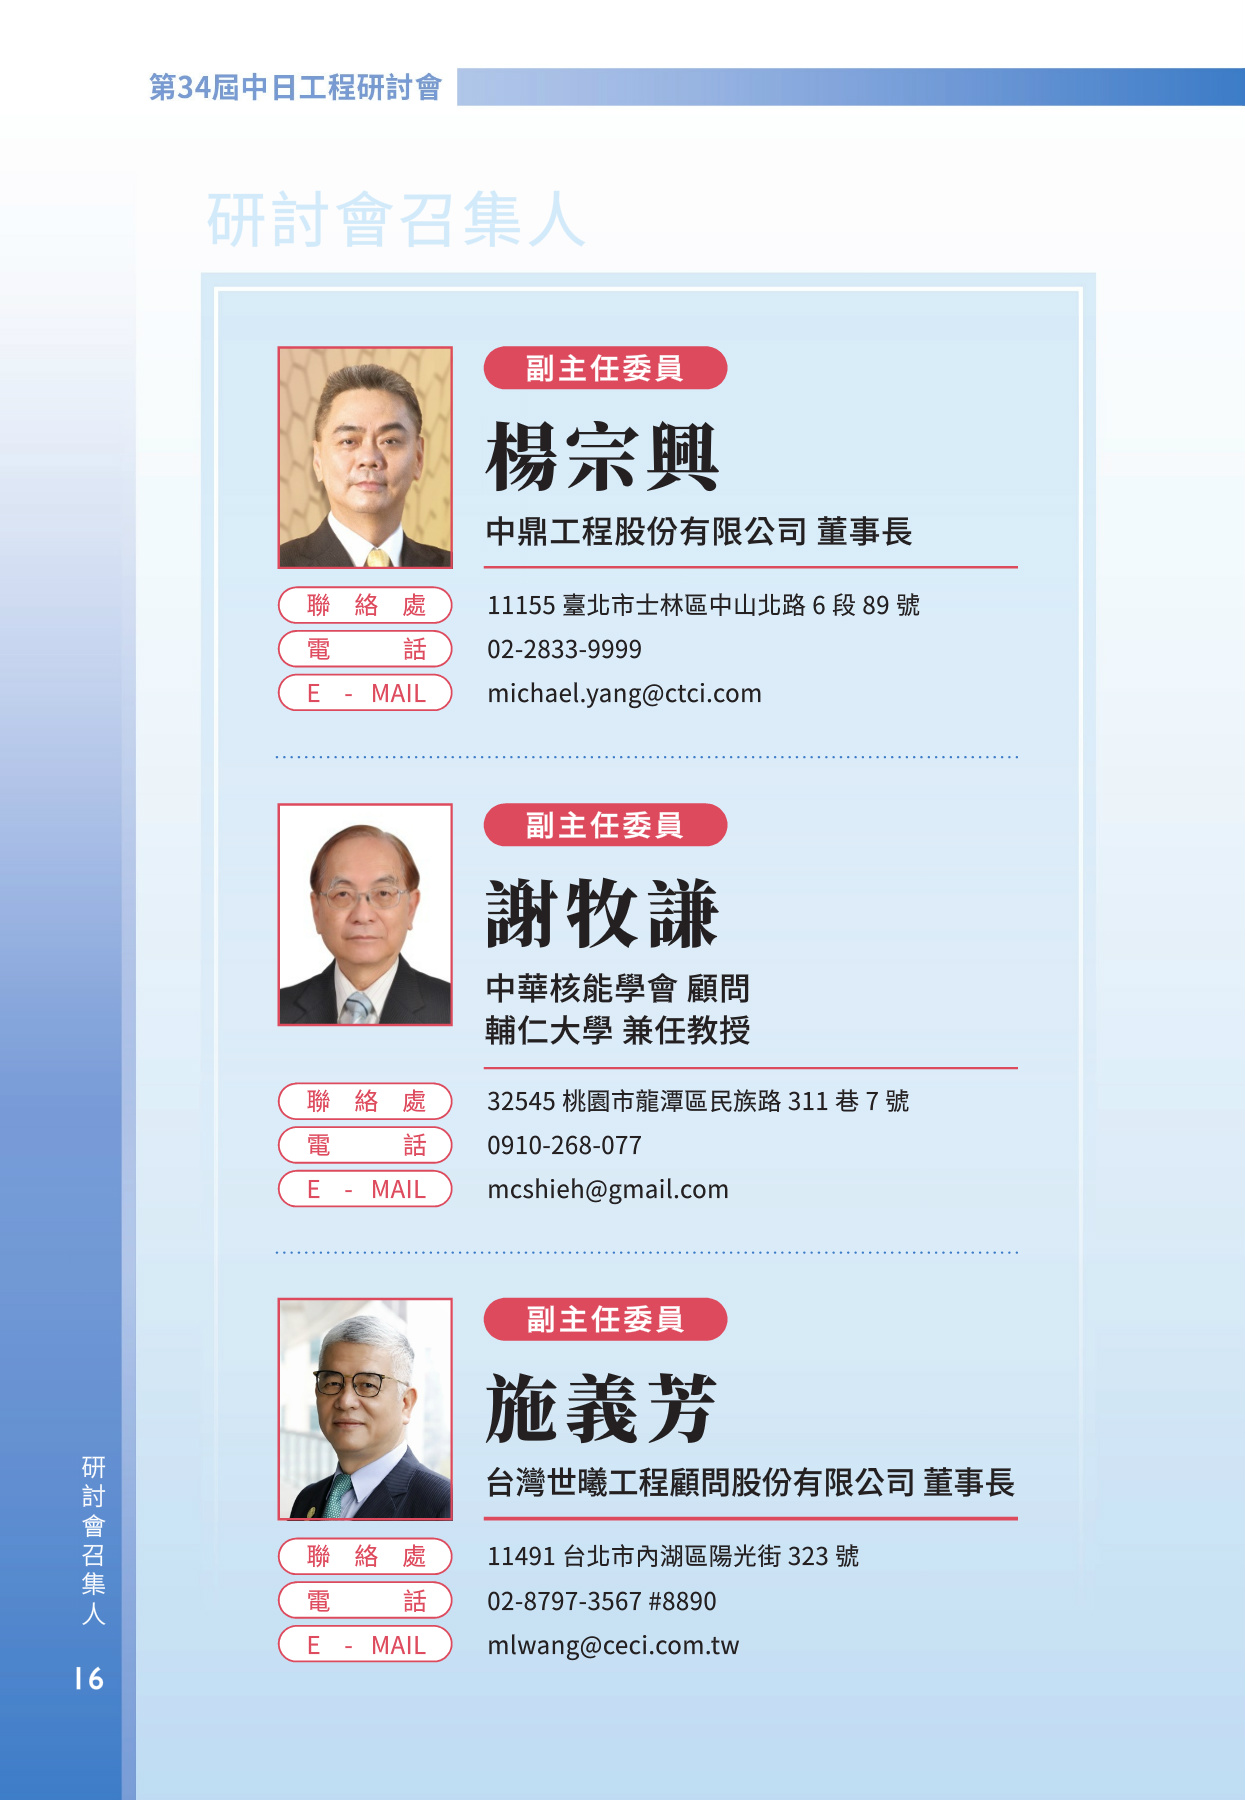 第34屆中日工程研討會
研討會召集人
副主任委員
楊宗興
中鼎工程股份有限公司 董事長
聯絡處 11155 臺北市士林區中山北路 6 段 89 號
電話 02-2833-9999
E-MAIL michael.yang@ctci.com
副主任委員
謝牧謙
中華核能學會 顧問
輔仁大學 兼任教授
聯絡處 32545 桃園市龍潭區民族路 311 巷 7 號
電話 0910-268-077
E-MAIL mcshieh@gmail.com
副主任委員
施義芳
台灣世曦工程顧問股份有限公司 董事長
聯絡處 11491 台北市內湖區陽光街 323 號
電話 02-8797-3567 #8890
E-MAIL mlwang@ceci.com.tw
研討會召集人
16